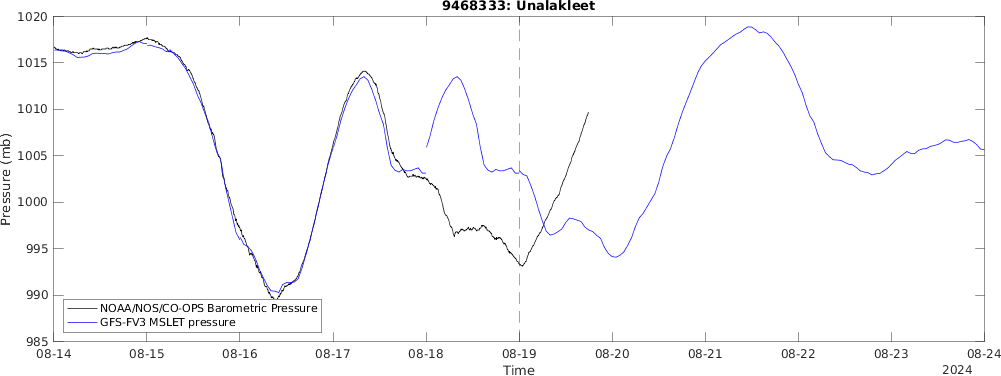 9468333: Unalakleet
Pressure (mb)
1020
1015
1010
1005
1000
995
990
985
NOAA/NOS/CO-OPS Barometric Pressure
GFS-FV3 MSLET pressure
08-14 08-15 08-16 08-17 08-18 08-19 08-20 08-21 08-22 08-23 08-24
Time
2024